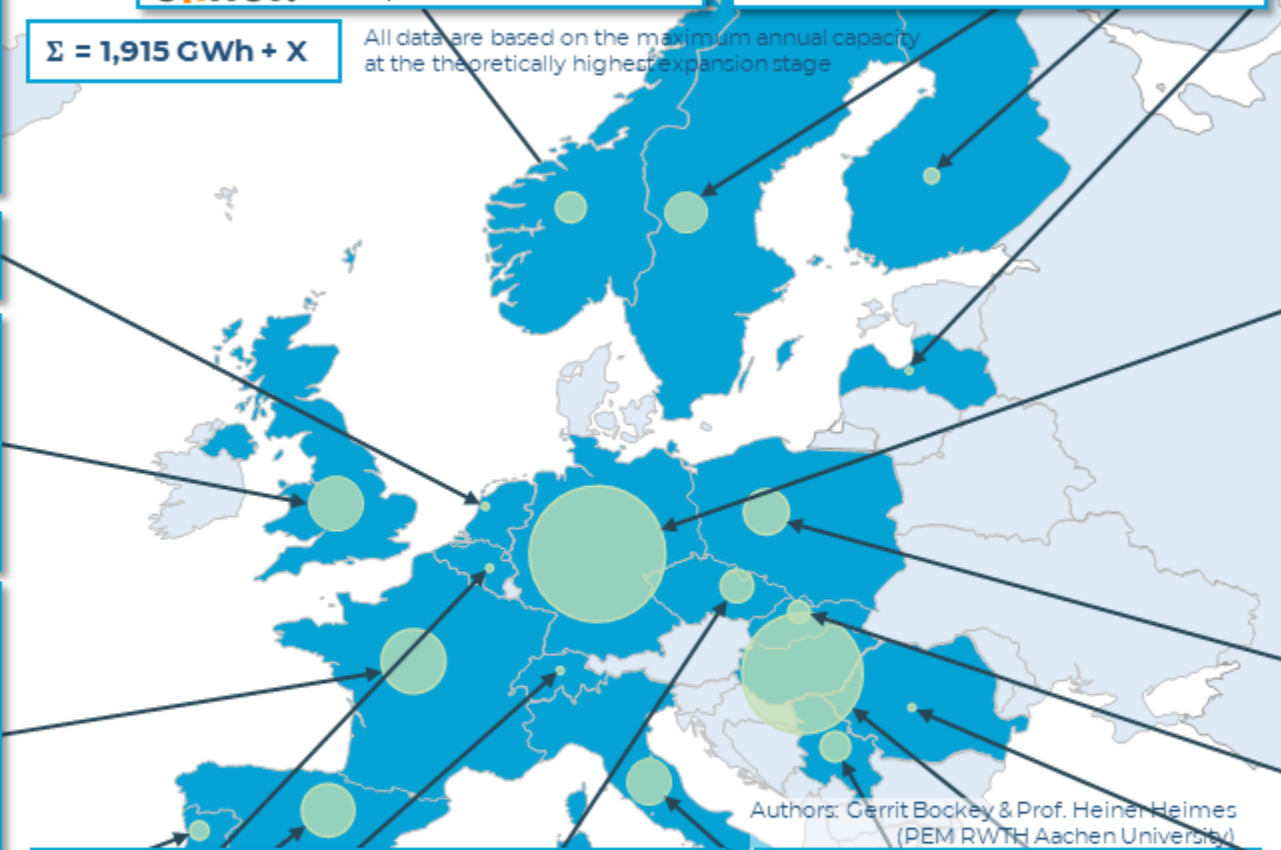 Σ = 1,915 GWh + X
All data are based on the maximum annual capacity
at the theoretically highest expansion stage
Authors: Gerrit Bockey & Prof. Heiner Heimes
(PEM RWTH Aachen University)